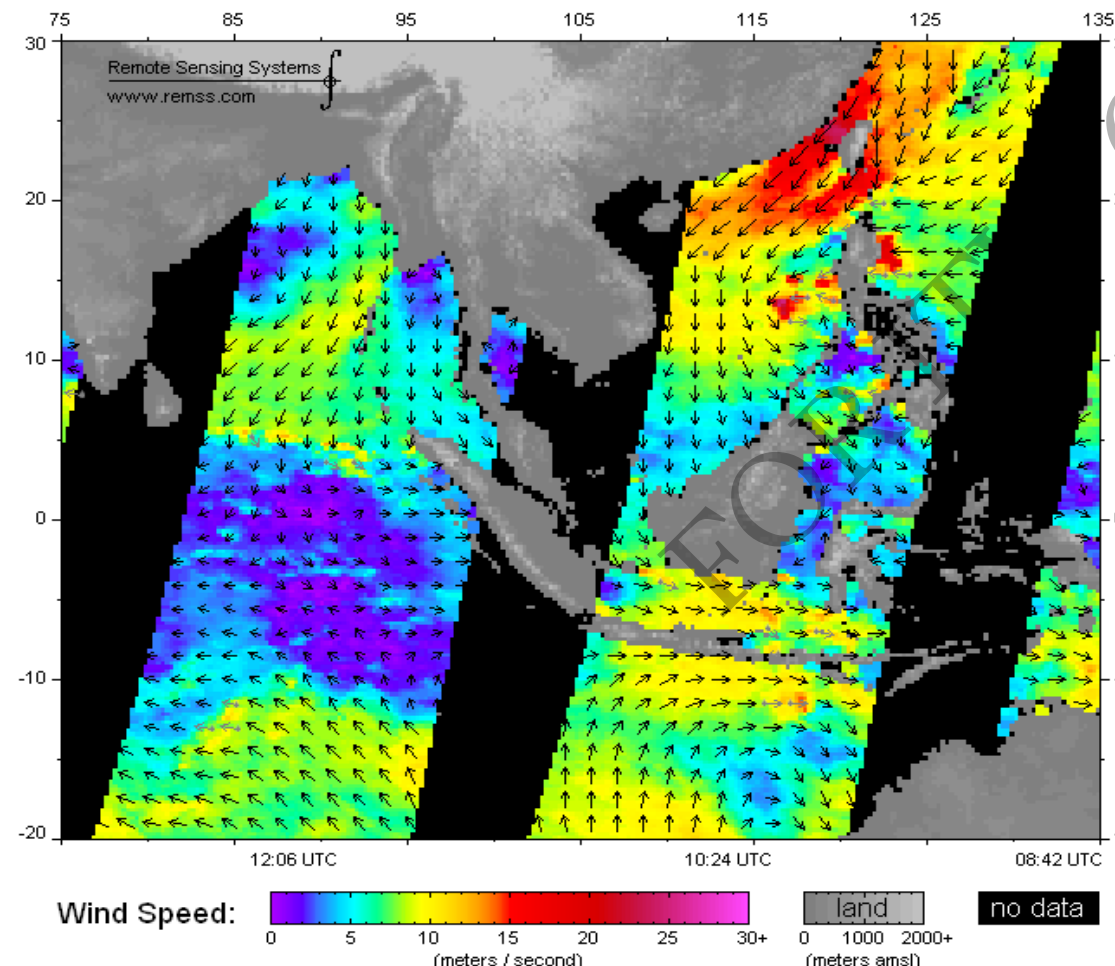 75 85 95 105 115 125 135
30
Remote Sensing Systems
www.remss.com
20
10
0
-10
-20
12:06 UTC 10:24 UTC 08:42 UTC
Wind Speed: land no data
0 5 10 15 20 25 30+ 0 1000 2000+
(meters / second) (meters amsl)